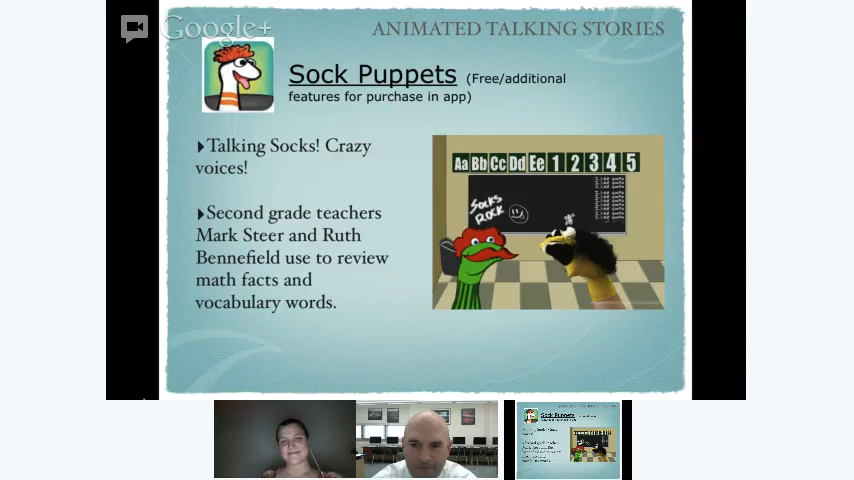 Google+
ANIMATED TALKING STORIES
Sock Puppets (Free/additional
features for purchase in app)
Talking Socks! Crazy
voices!
Second grade teachers
Mark Steer and Ruth
Bennefield use to review
math facts and
vocabulary words.
Aa Bb Cc Dd Ee 1 2 3 4 5
SOCKS
ROCK